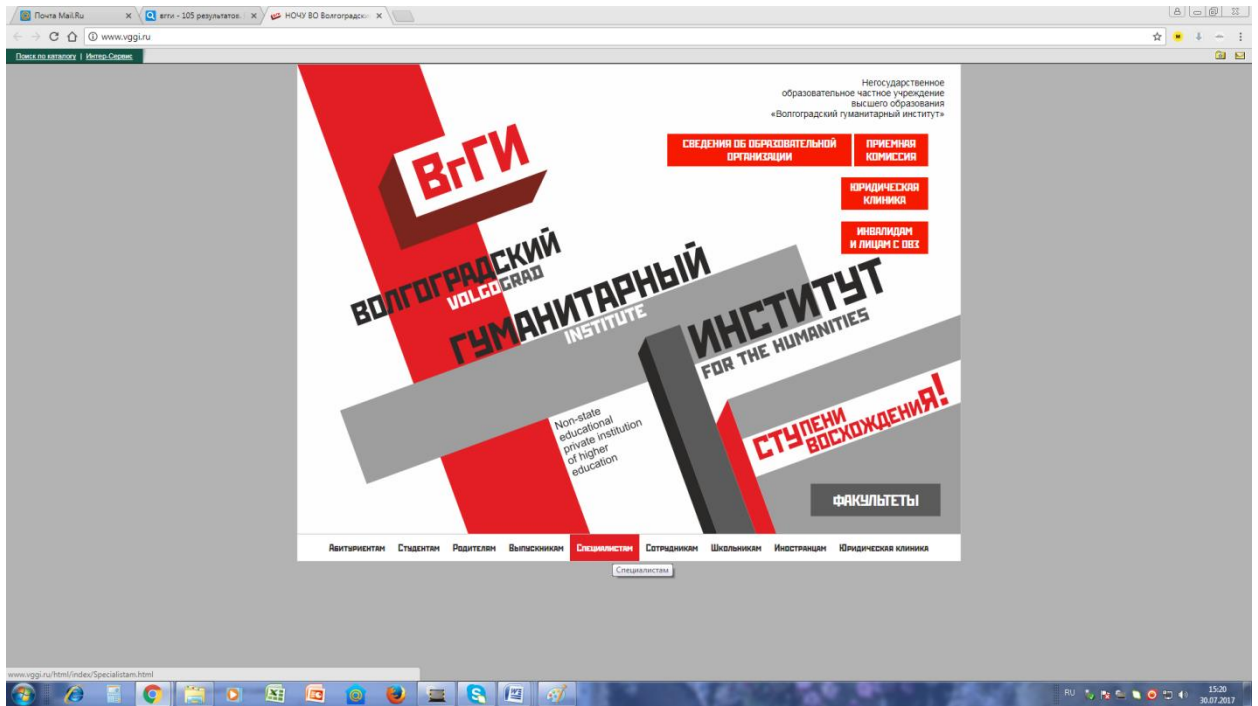 Почта Mail.Ru
вгги - 105 результатов.
НОЧУ ВО Волгоградски
www.vggi.ru
Поиск по каталогу | Интер-Сервис
Негосударственное
образовательное частное учреждение
высшего образования
«Волгоградский гуманитарный институт»
СВЕДЕНИЯ ОБ ОБРАЗОВАТЕЛЬНОЙ
ОРГАНИЗАЦИИ
ПРИЕМНАЯ
КОМИССИЯ
ЮРИДИЧЕСКАЯ
КЛИНИКА
ИНВАЛИДАМ
И ЛИЦАМ С ОВЗ
ВгГИ
ВОЛГОГРАДСКИЙ
VOLGOGRAD
ГУМАНИТАРНЫЙ
INSTITUTE
ИНСТИТУТ
FOR THE HUMANITIES
Non-state
educational
private institution
of higher
education
СТУПЕНИ
ВОСХОЖДЕНИЯ!
ФАКУЛЬТЕТЫ
Абитуриентам Студентам Родителям Выпускникам Специалистам Сотрудникам Школьникам Иностранцам Юридическая клиника
Специалистам
www.vggi.ru/html/index/Specialistam.html
RU
15:20
30.07.2017